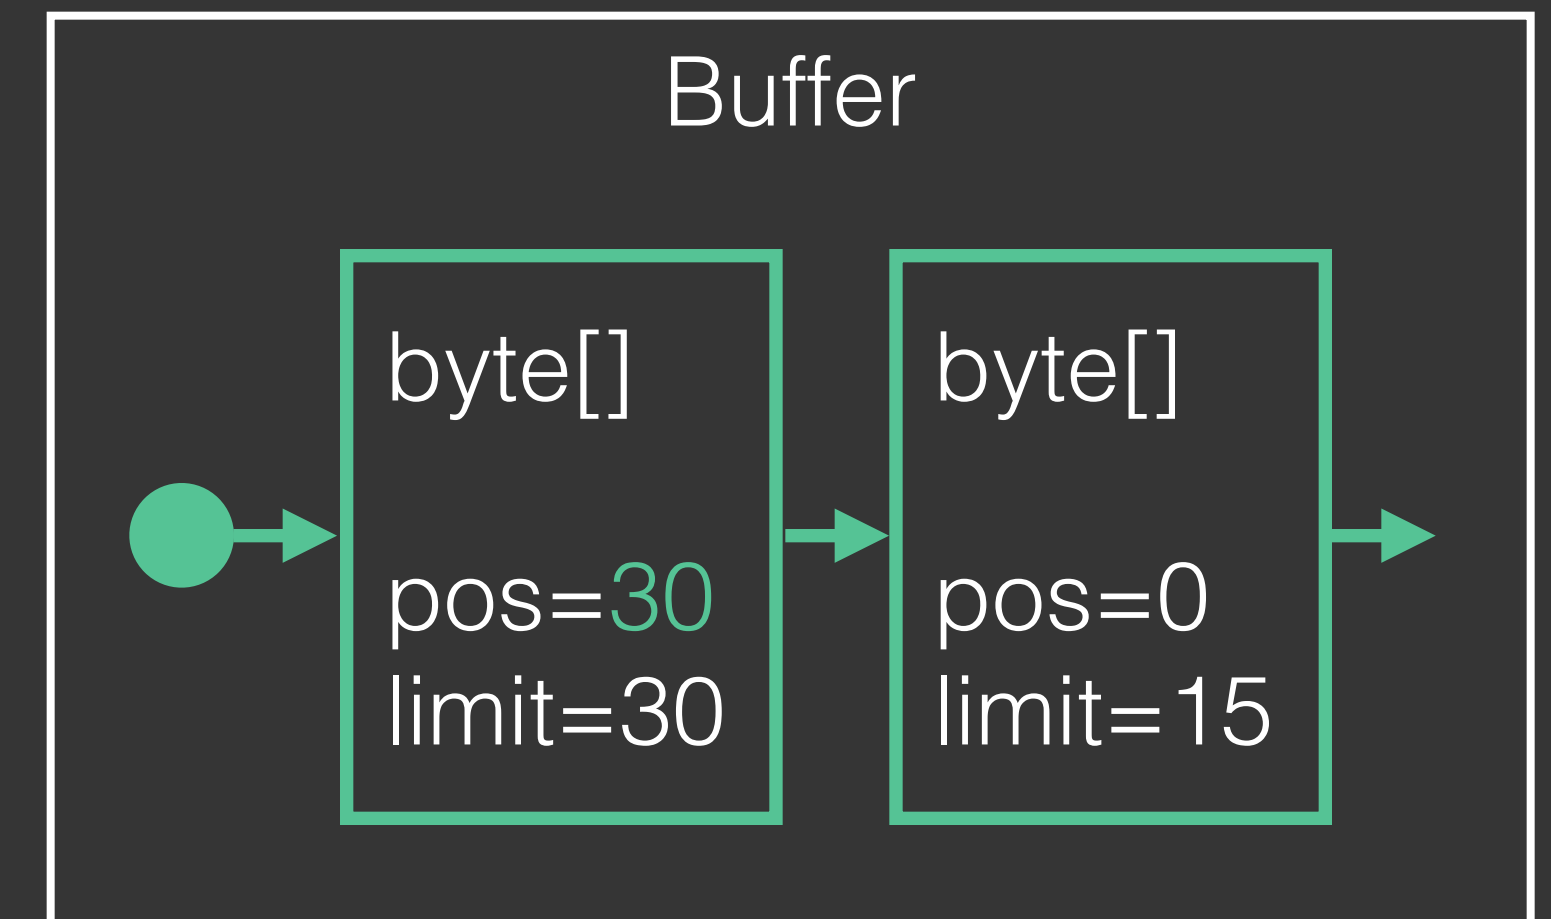 Buffer
byte[]
pos=30
limit=30
byte[]
pos=0
limit=15